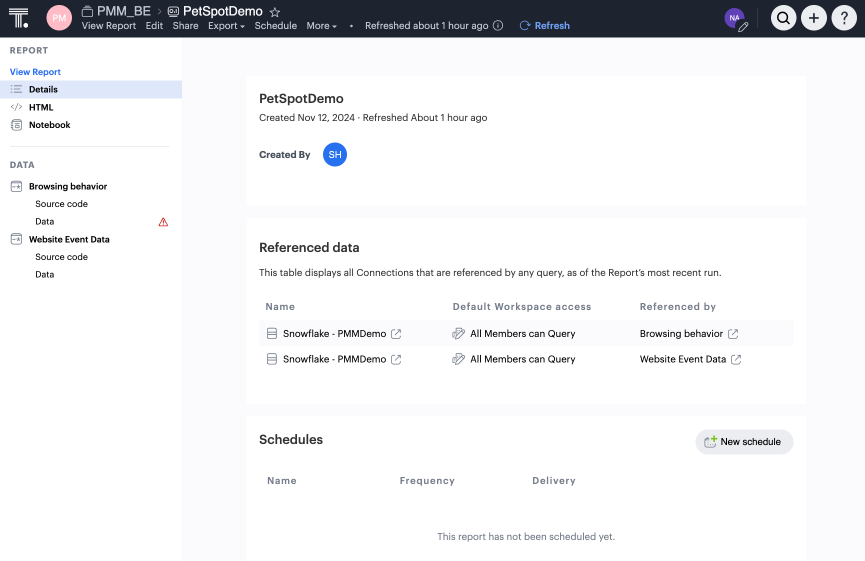 T.
PM
PMM_BE > PetSpotDemo
View Report Edit Share Export Schedule More • Refreshed about 1 hour ago Refresh
NA
?
REPORT
View Report
Details
</> HTML
Notebook
DATA
Browsing behavior
Source code
Data
Website Event Data
Source code
Data
PetSpotDemo
Created Nov 12, 2024 · Refreshed About 1 hour ago
Created By SH
Referenced data
This table displays all Connections that are referenced by any query, as of the Report’s most recent run.
Name Default Workspace access Referenced by
Snowflake - PMMDemo All Members can Query Browsing behavior
Snowflake - PMMDemo All Members can Query Website Event Data
Schedules
New schedule
Name Frequency Delivery
This report has not been scheduled yet.